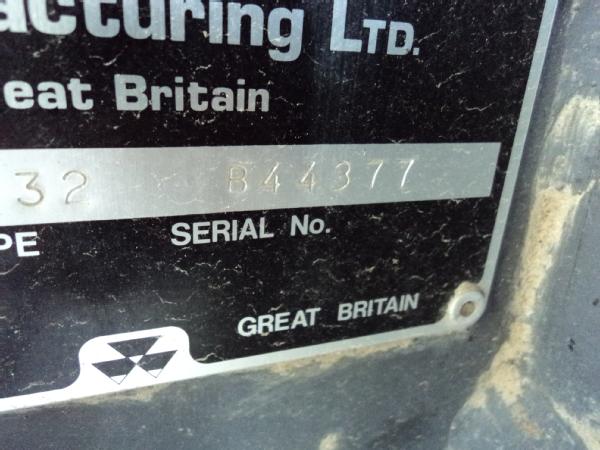 acturing LTD.
eat Britain
32 B44377
PE SERIAL No.
GREAT BRITAIN